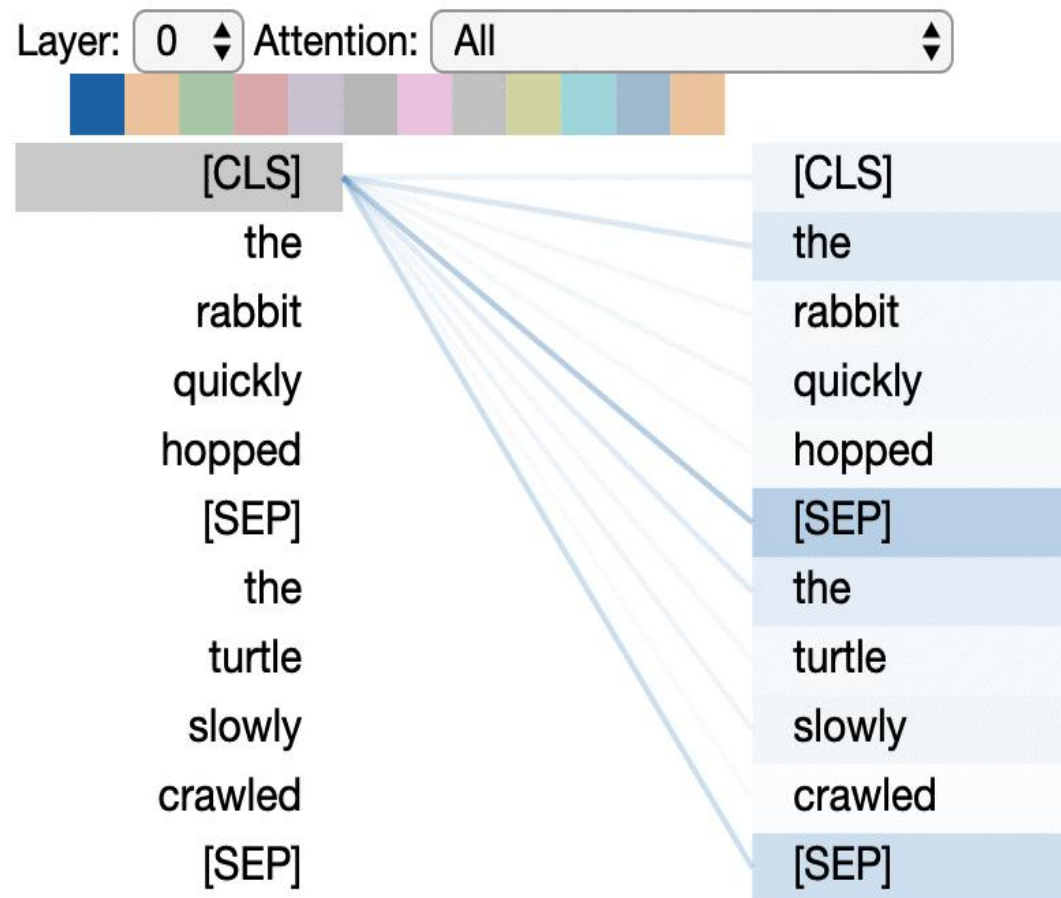 Layer: 0 Attention: All
[CLS] [CLS]
the the
rabbit rabbit
quickly quickly
hopped hopped
[SEP] [SEP]
the the
turtle turtle
slowly slowly
crawled crawled
[SEP] [SEP]